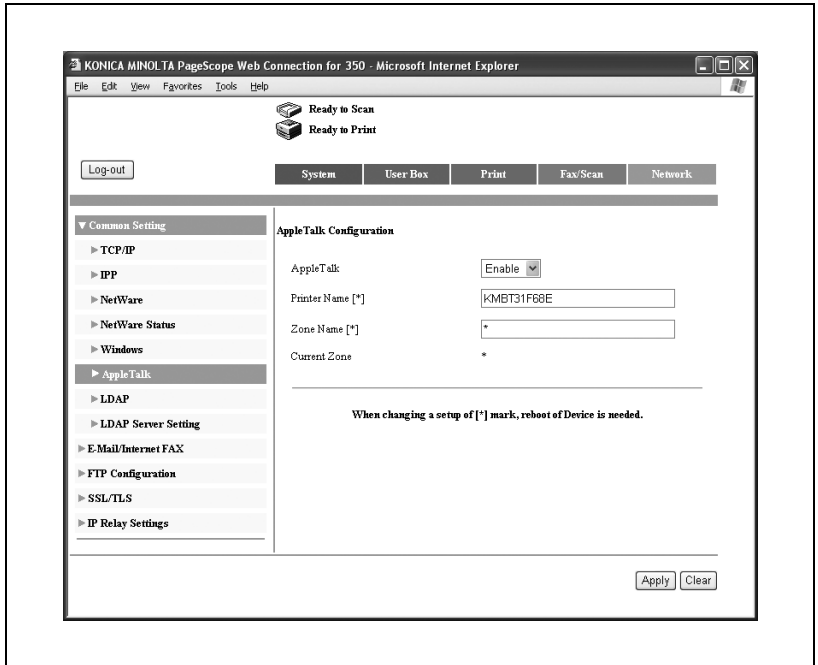 KONICA MINOLTA PageScope Web Connection for 350 - Microsoft Internet Explorer
File Edit View Favorites Tools Help
Ready to Scan
Ready to Print
Log-out
System User Box Print Fax/Scan Network
Common Setting
TCP/IP
IPP
NetWare
NetWare Status
Windows
AppleTalk
LDAP
LDAP Server Setting
E-Mail/Internet FAX
FTP Configuration
SSL/TLS
IP Relay Settings
AppleTalk Configuration
AppleTalk Enable
Printer Name [*] KMBT31F68E
Zone Name [*] *
Current Zone *
When changing a setup of [*] mark, reboot of Device is needed.
Apply Clear